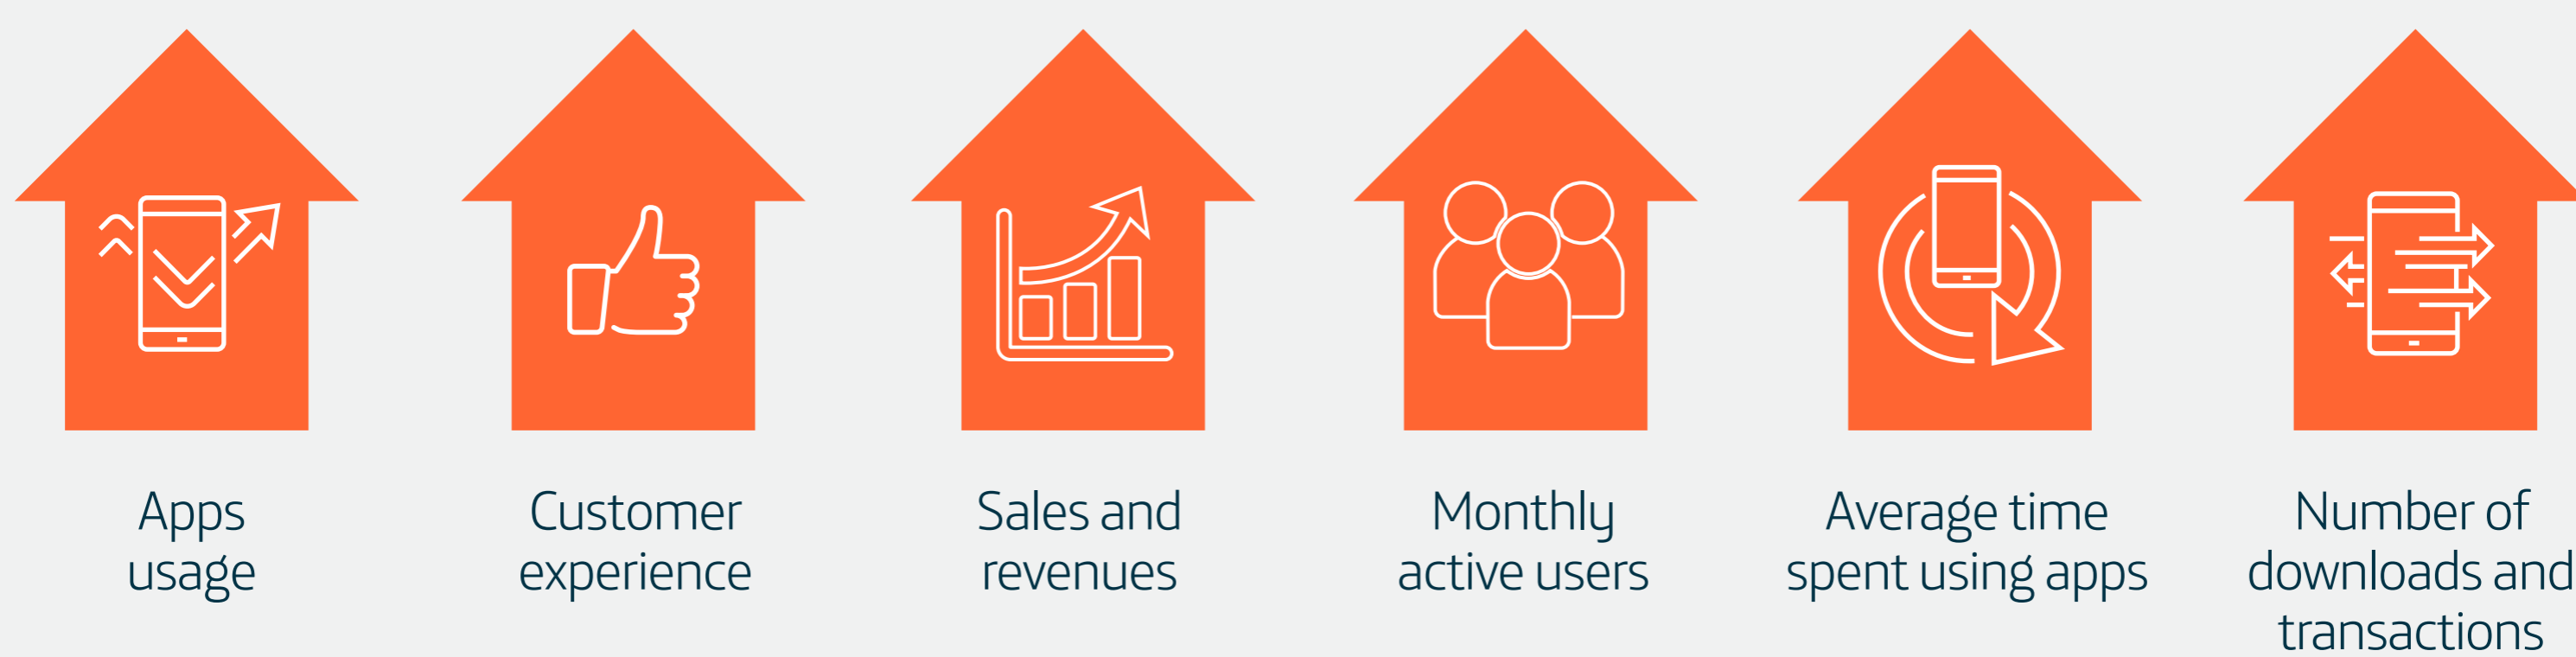 Apps
usage
Customer
experience
Sales and
revenues
Monthly
active users
Average time
spent using apps
Number of
downloads and
transactions